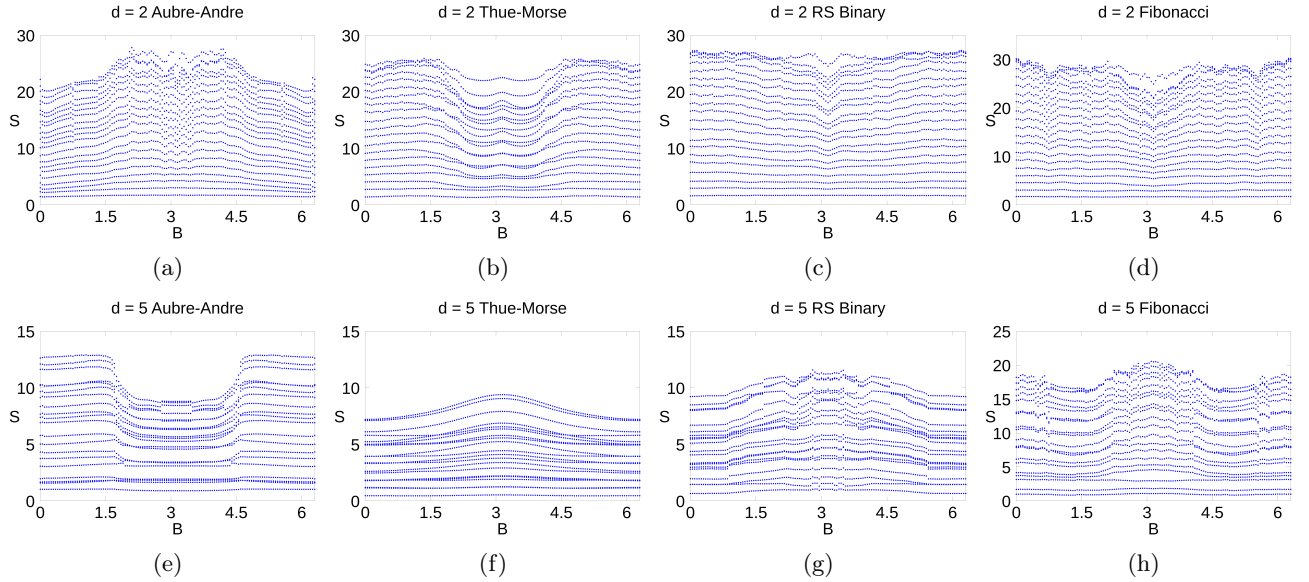 d = 2 Aubre-Andre
30
20
S
10
0
0 1.5 3 4.5 6
B
(a)
d = 2 Thue-Morse
30
20
S
10
0
0 1.5 3 4.5 6
B
(b)
d = 2 RS Binary
30
20
S
10
0
0 1.5 3 4.5 6
B
(c)
d = 2 Fibonacci
30
20
S
10
0
0 1.5 3 4.5 6
B
(d)
d = 5 Aubre-Andre
15
10
S
5
0
0 1.5 3 4.5 6
B
(e)
d = 5 Thue-Morse
15
10
S
5
0
0 1.5 3 4.5 6
B
(f)
d = 5 RS Binary
15
10
S
5
0
0 1.5 3 4.5 6
B
(g)
d = 5 Fibonacci
25
20
15
S
10
5
0
0 1.5 3 4.5 6
B
(h)